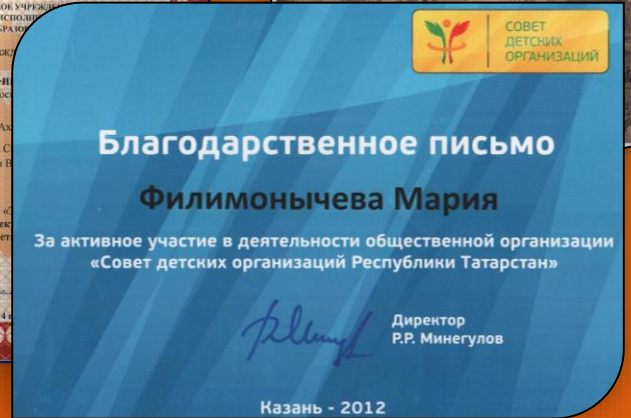 СОВЕТ
ДЕТСКИХ
ОРГАНИЗАЦИЙ
Благодарственное письмо
Филимонычева Мария
За активное участие в деятельности общественной организации
«Совет детских организаций Республики Татарстан»
Директор
Р.Р. Минегулов
Казань - 2012